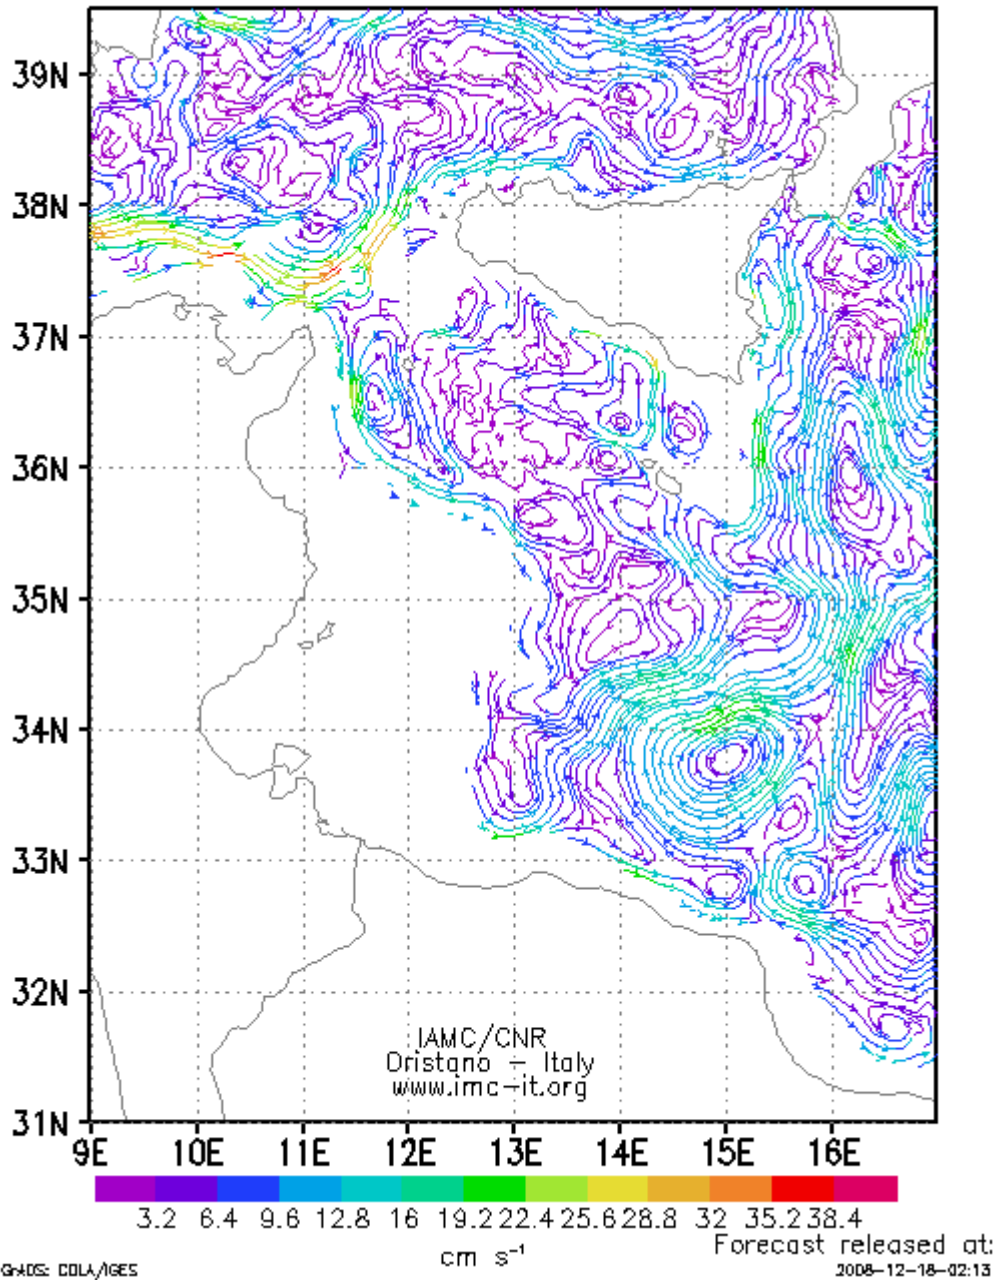 39N
38N
37N
36N
35N
34N
33N
32N
31N
IAMC/CNR
Oristano – Italy
www.imc-it.org
9E 10E 11E 12E 13E 14E 15E 16E
3.2 6.4 9.6 12.8 16 19.2 22.4 25.6 28.8 32 35.2 38.4
cm s⁻¹
Forecast released at:
GrADS: COLA/IGES
2008-12-18-02:13